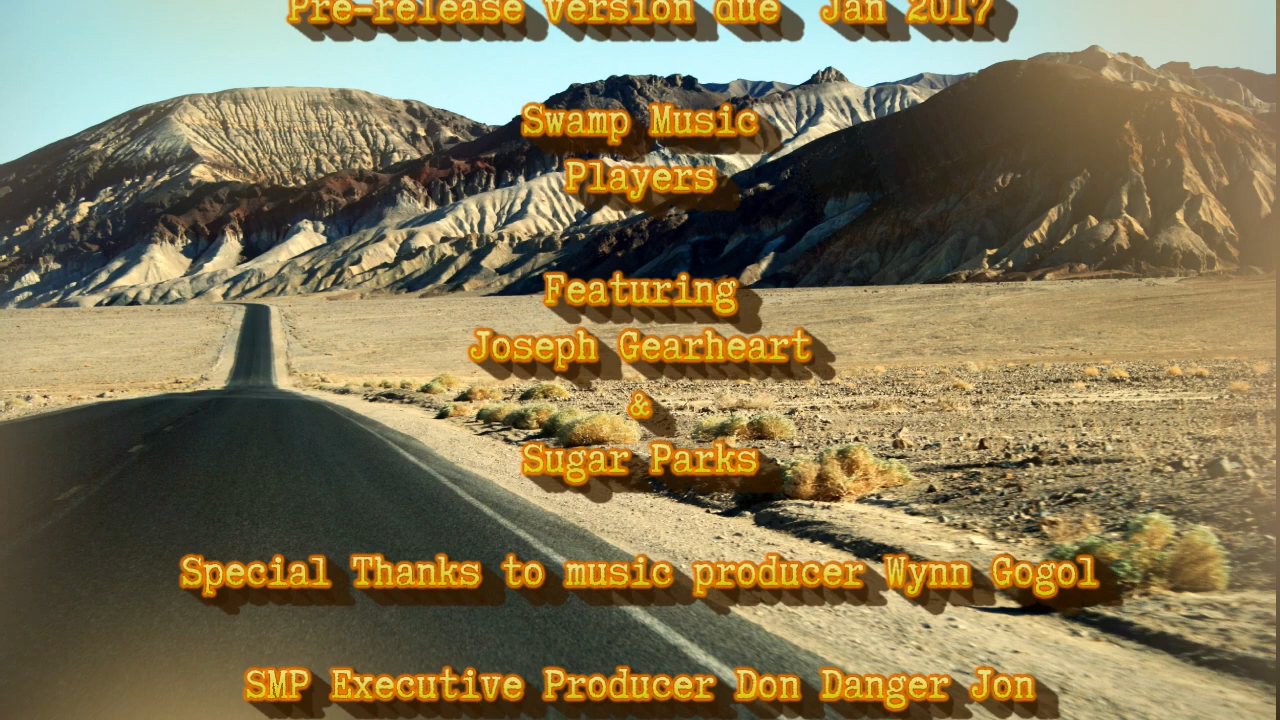 Pre-release version due Jan 2017
Swamp Music
Players
Featuring
Joseph Gearheart
&
Sugar Parks
Special Thanks to music producer Wynn Gogol
SMP Executive Producer Don Danger Jon